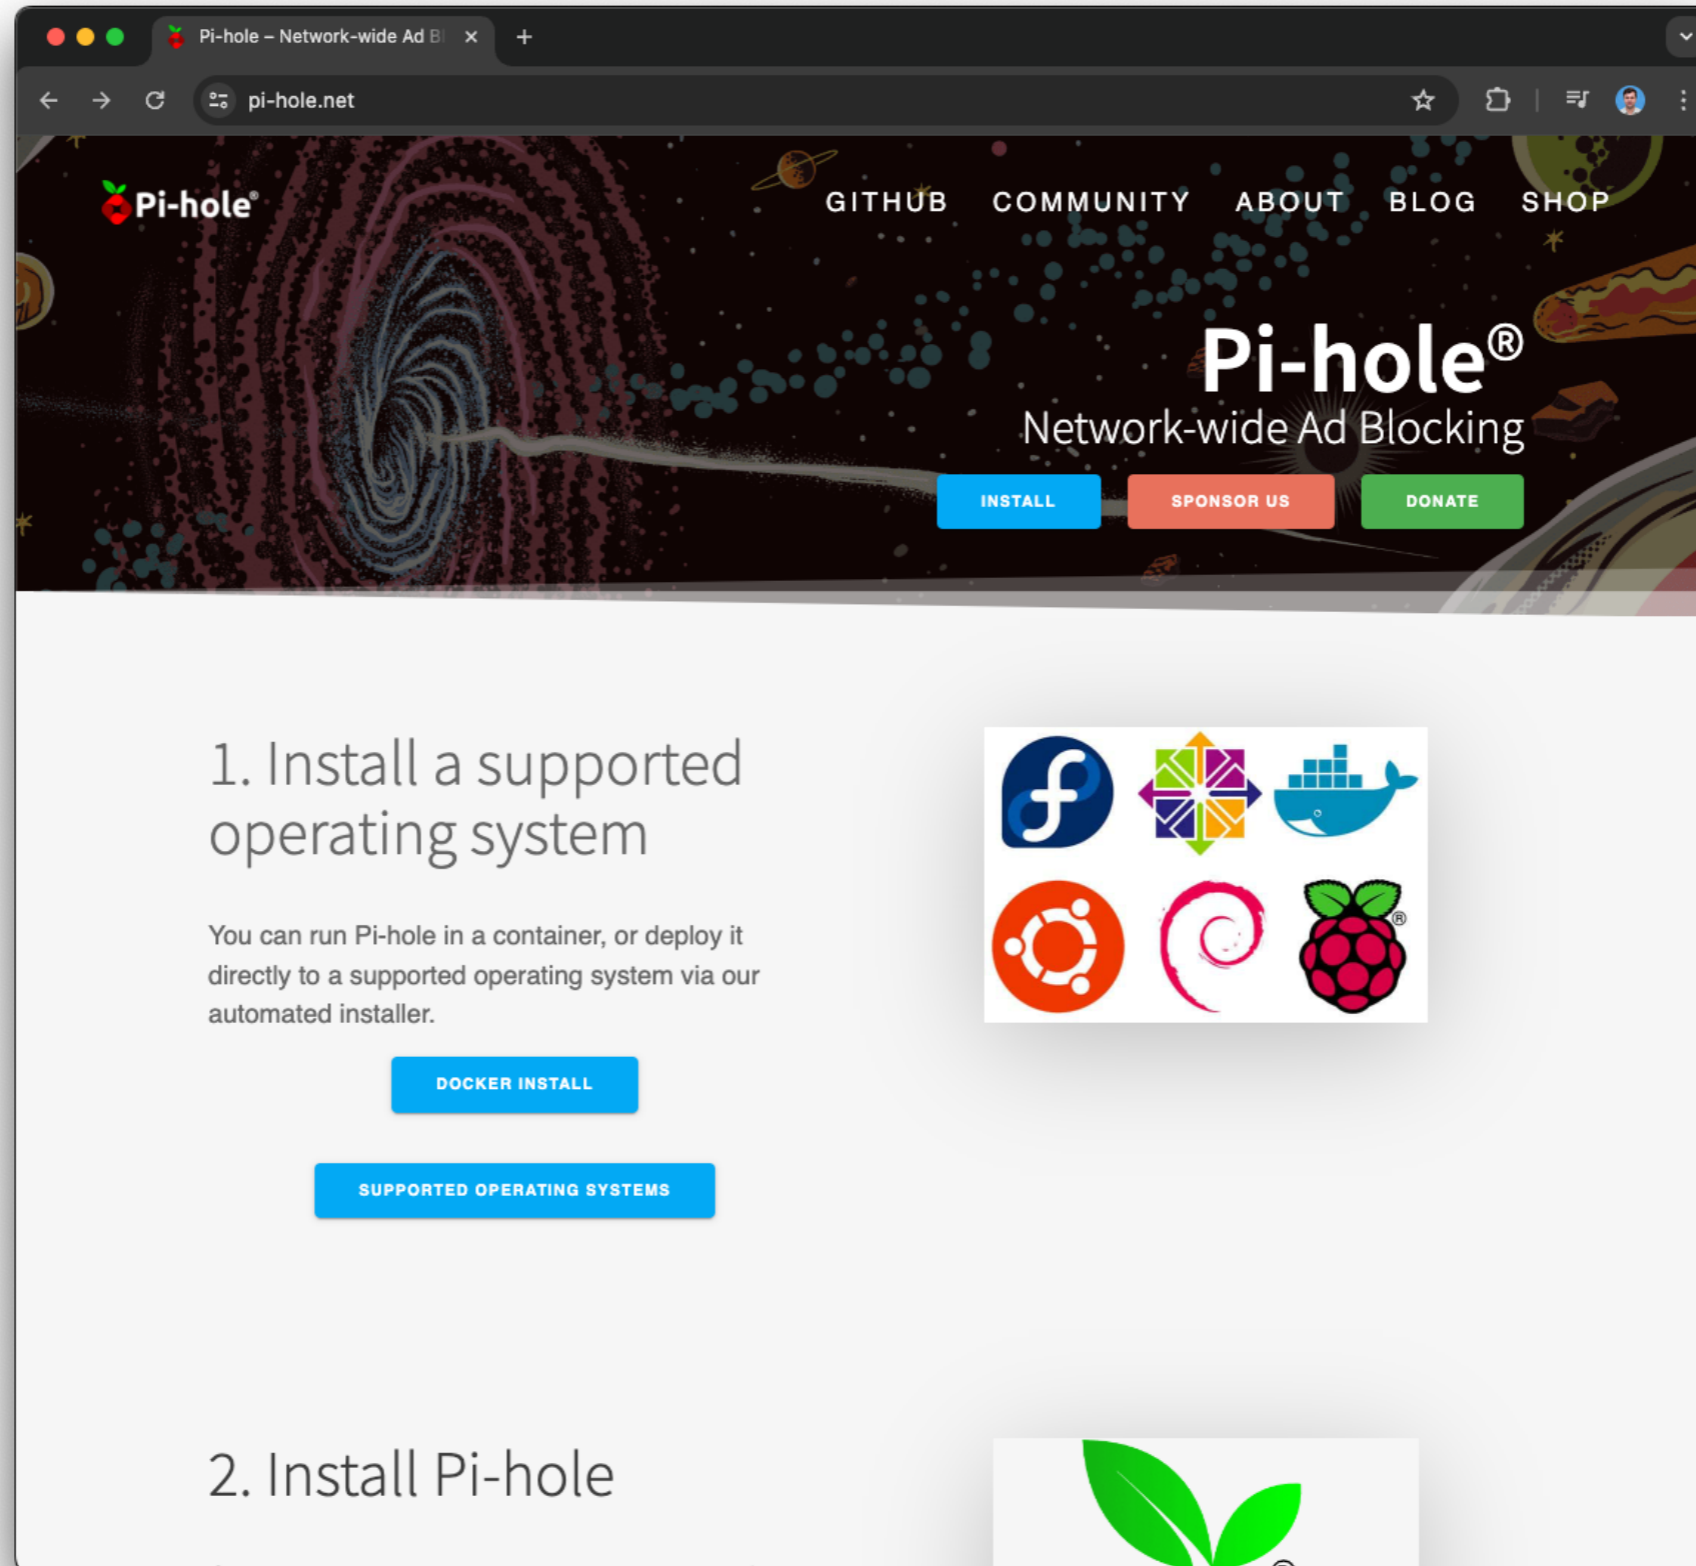 Pi-hole – Network-wide Ad Bl
pi-hole.net
Pi-hole®
GITHUB COMMUNITY ABOUT BLOG SHOP
Pi-hole®
Network-wide Ad Blocking
INSTALL SPONSOR US DONATE
1. Install a supported
operating system
You can run Pi-hole in a container, or deploy it
directly to a supported operating system via our
automated installer.
DOCKER INSTALL
SUPPORTED OPERATING SYSTEMS
®
2. Install Pi-hole